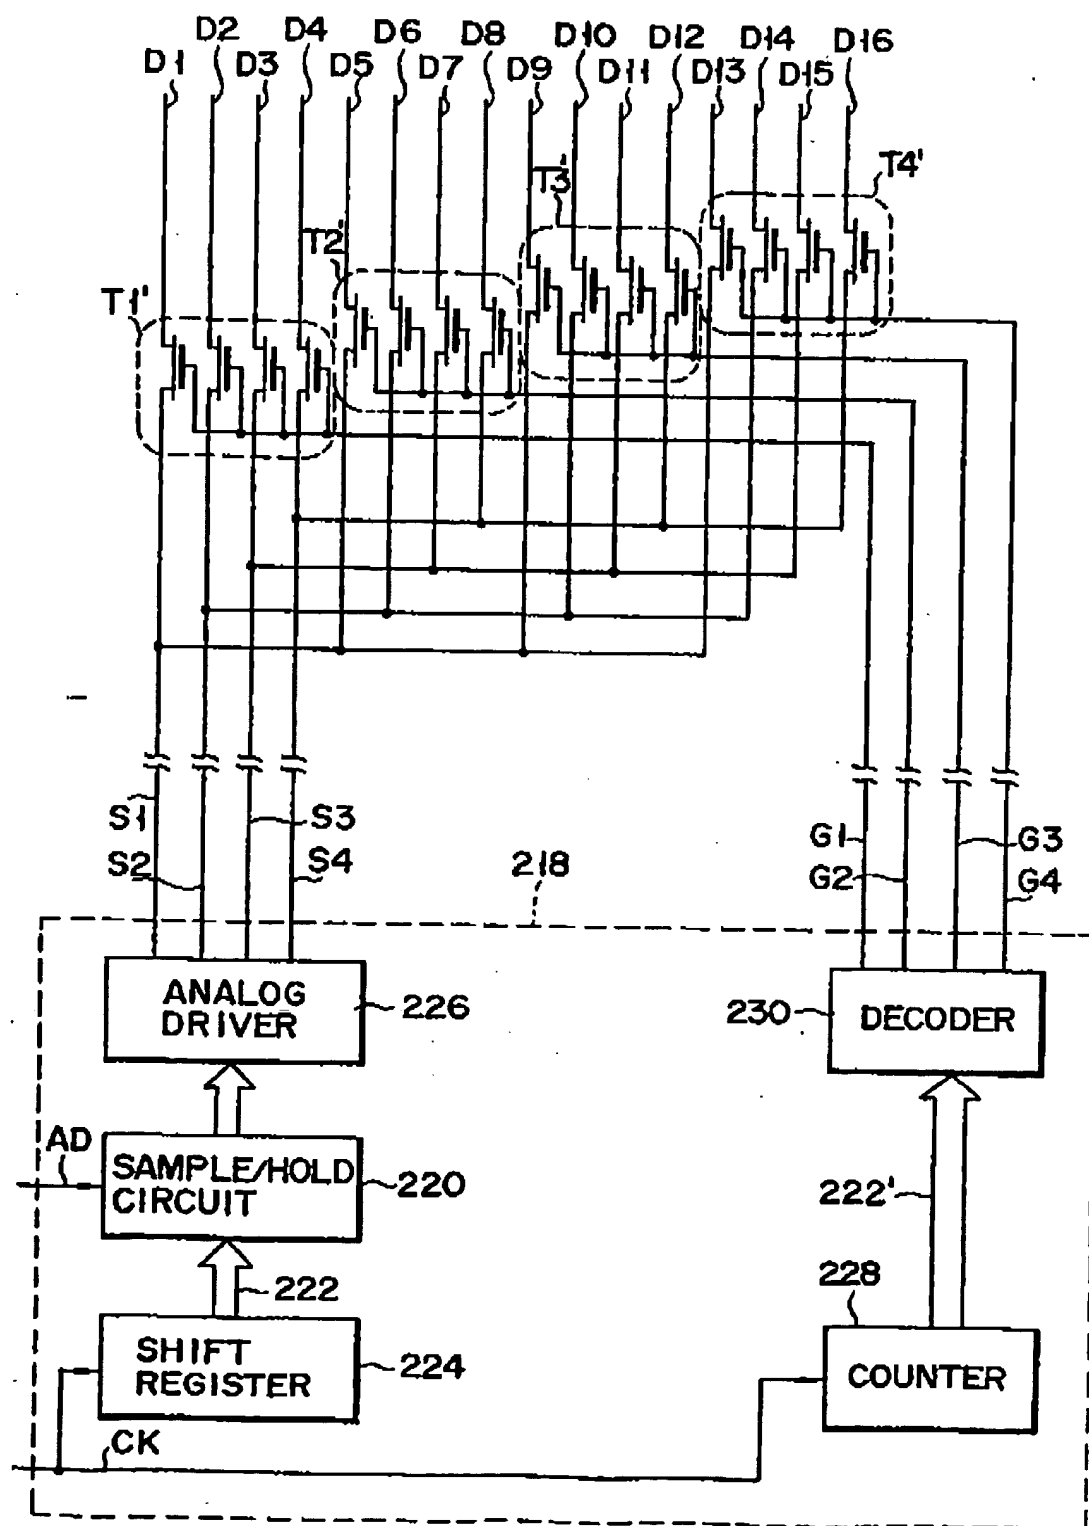 D2 D4 D6 D8 D10 D12 D14 D16
D1 D3 D5 D7 D9 D11 D13 D15
T3' T4'
T2'
T1'
S1 S3 G1 G3
S2 S4 218 G2 G4
ANALOG
DRIVER
226
230
DECODER
AD
SAMPLE/HOLD
CIRCUIT
220
222'
222
228
SHIFT
REGISTER
224
COUNTER
CK